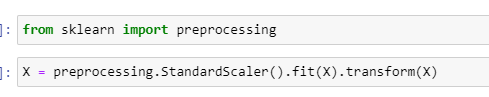 ]: from sklearn import preprocessing
]: X = preprocessing.StandardScaler().fit(X).transform(X)